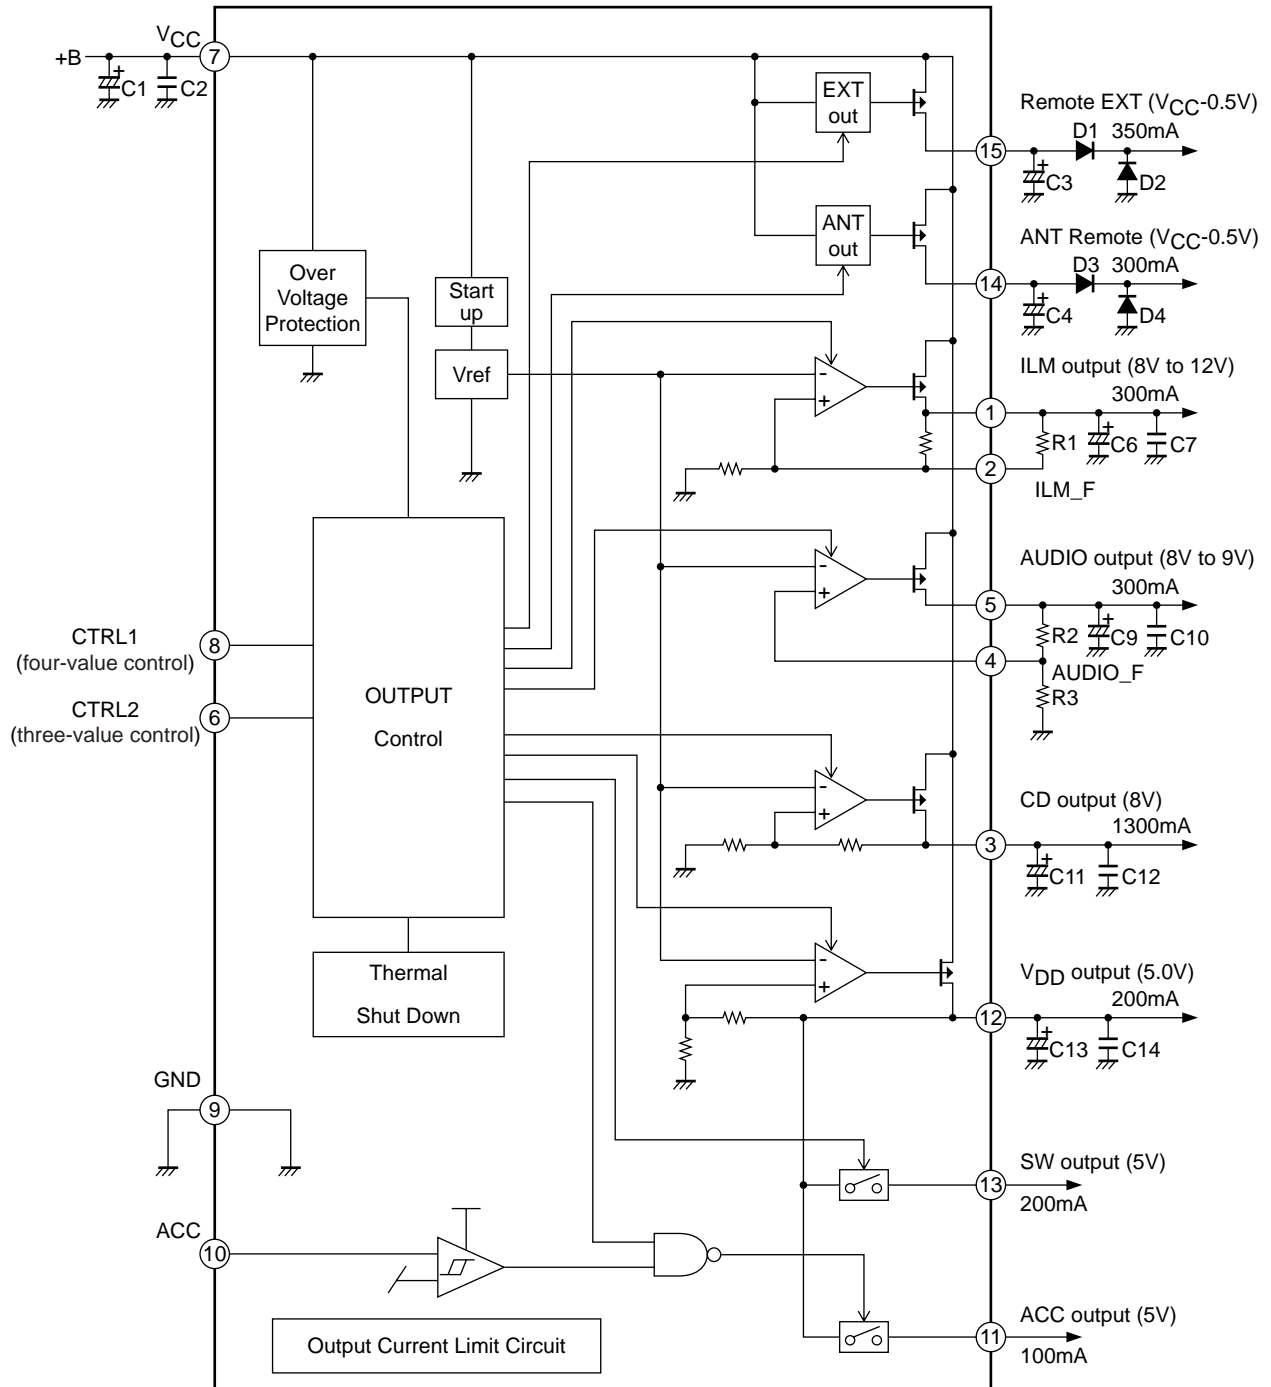 VCC
+B
7
C1
C2
EXT
out
Remote EXT (VCC-0.5V)
D1
350mA
15
C3
D2
ANT
out
ANT Remote (VCC-0.5V)
D3
300mA
14
C4
D4
Over
Voltage
Protection
Start
up
Vref
ILM output (8V to 12V)
300mA
-
+
1
R1
C6
C7
2
ILM_F
AUDIO output (8V to 9V)
300mA
-
+
5
R2
C9
C10
4
AUDIO_F
R3
CTRL1
(four-value control)
8
CTRL2
(three-value control)
6
OUTPUT
Control
CD output (8V)
1300mA
-
+
3
C11
C12
Thermal
Shut Down
VDD output (5.0V)
200mA
-
+
12
C13
C14
GND
9
SW output (5V)
13
200mA
ACC
10
ACC output (5V)
11
100mA
Output Current Limit Circuit